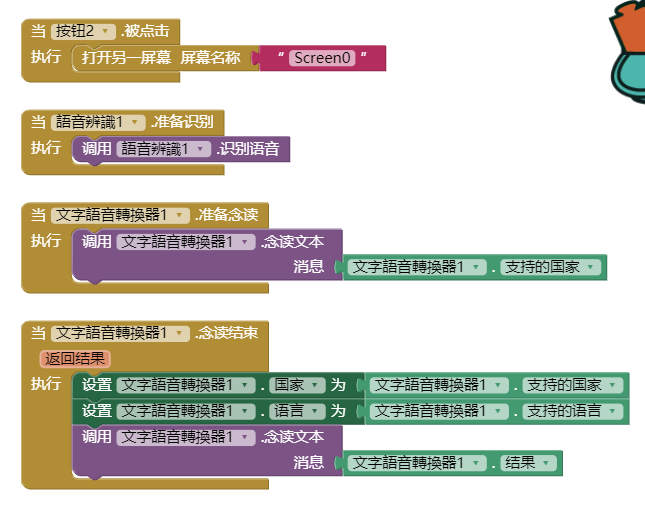 当 按钮2 .被点击
执行 打开另一屏幕 屏幕名称 “ Screen0 ”
当 語音辨識1 .准备识别
执行 调用 語音辨識1 .识别语音
当 文字語音轉換器1 .准备念读
执行 调用 文字語音轉換器1 .念读文本
消息 文字語音轉換器1 . 支持的国家
当 文字語音轉換器1 .念读结束
返回结果
执行 设置 文字語音轉換器1 . 国家 为 文字語音轉換器1 . 支持的国家
设置 文字語音轉換器1 . 语言 为 文字語音轉換器1 . 支持的语言
调用 文字語音轉換器1 .念读文本
消息 文字語音轉換器1 . 结果